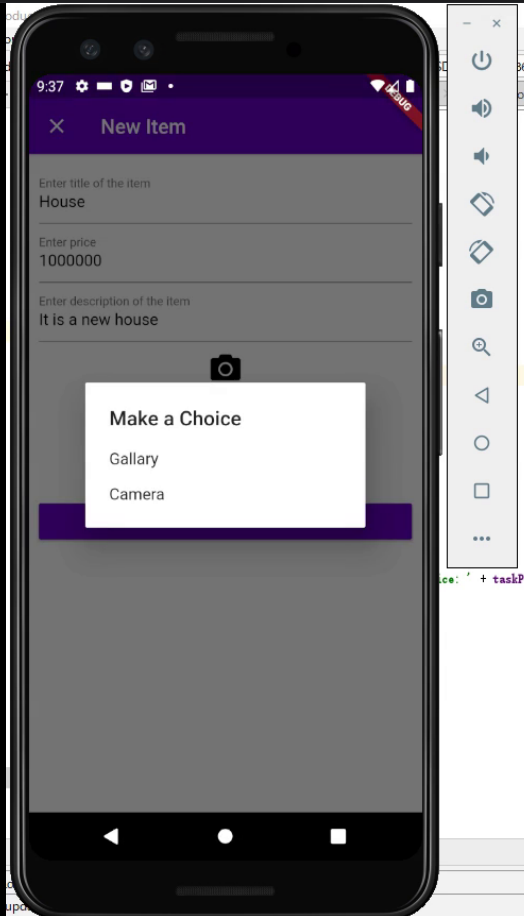 9:37
DEBUG
New Item
Enter title of the item
House
Enter price
1000000
Enter description of the item
It is a new house
Make a Choice
Gallary
Camera
ice: ' + taskP